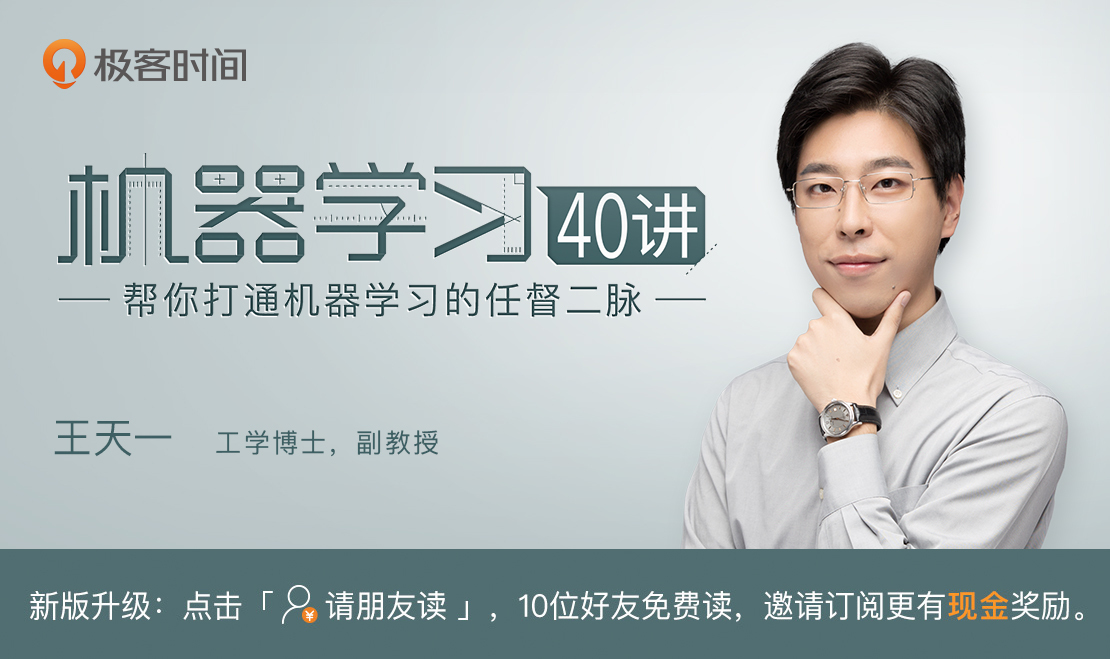 极客时间
机器学习 40讲
—— 帮你打通机器学习的任督二脉 ——
王天一 工学博士，副教授
新版升级：点击「 请朋友读 」，10位好友免费读，邀请订阅更有现金奖励。